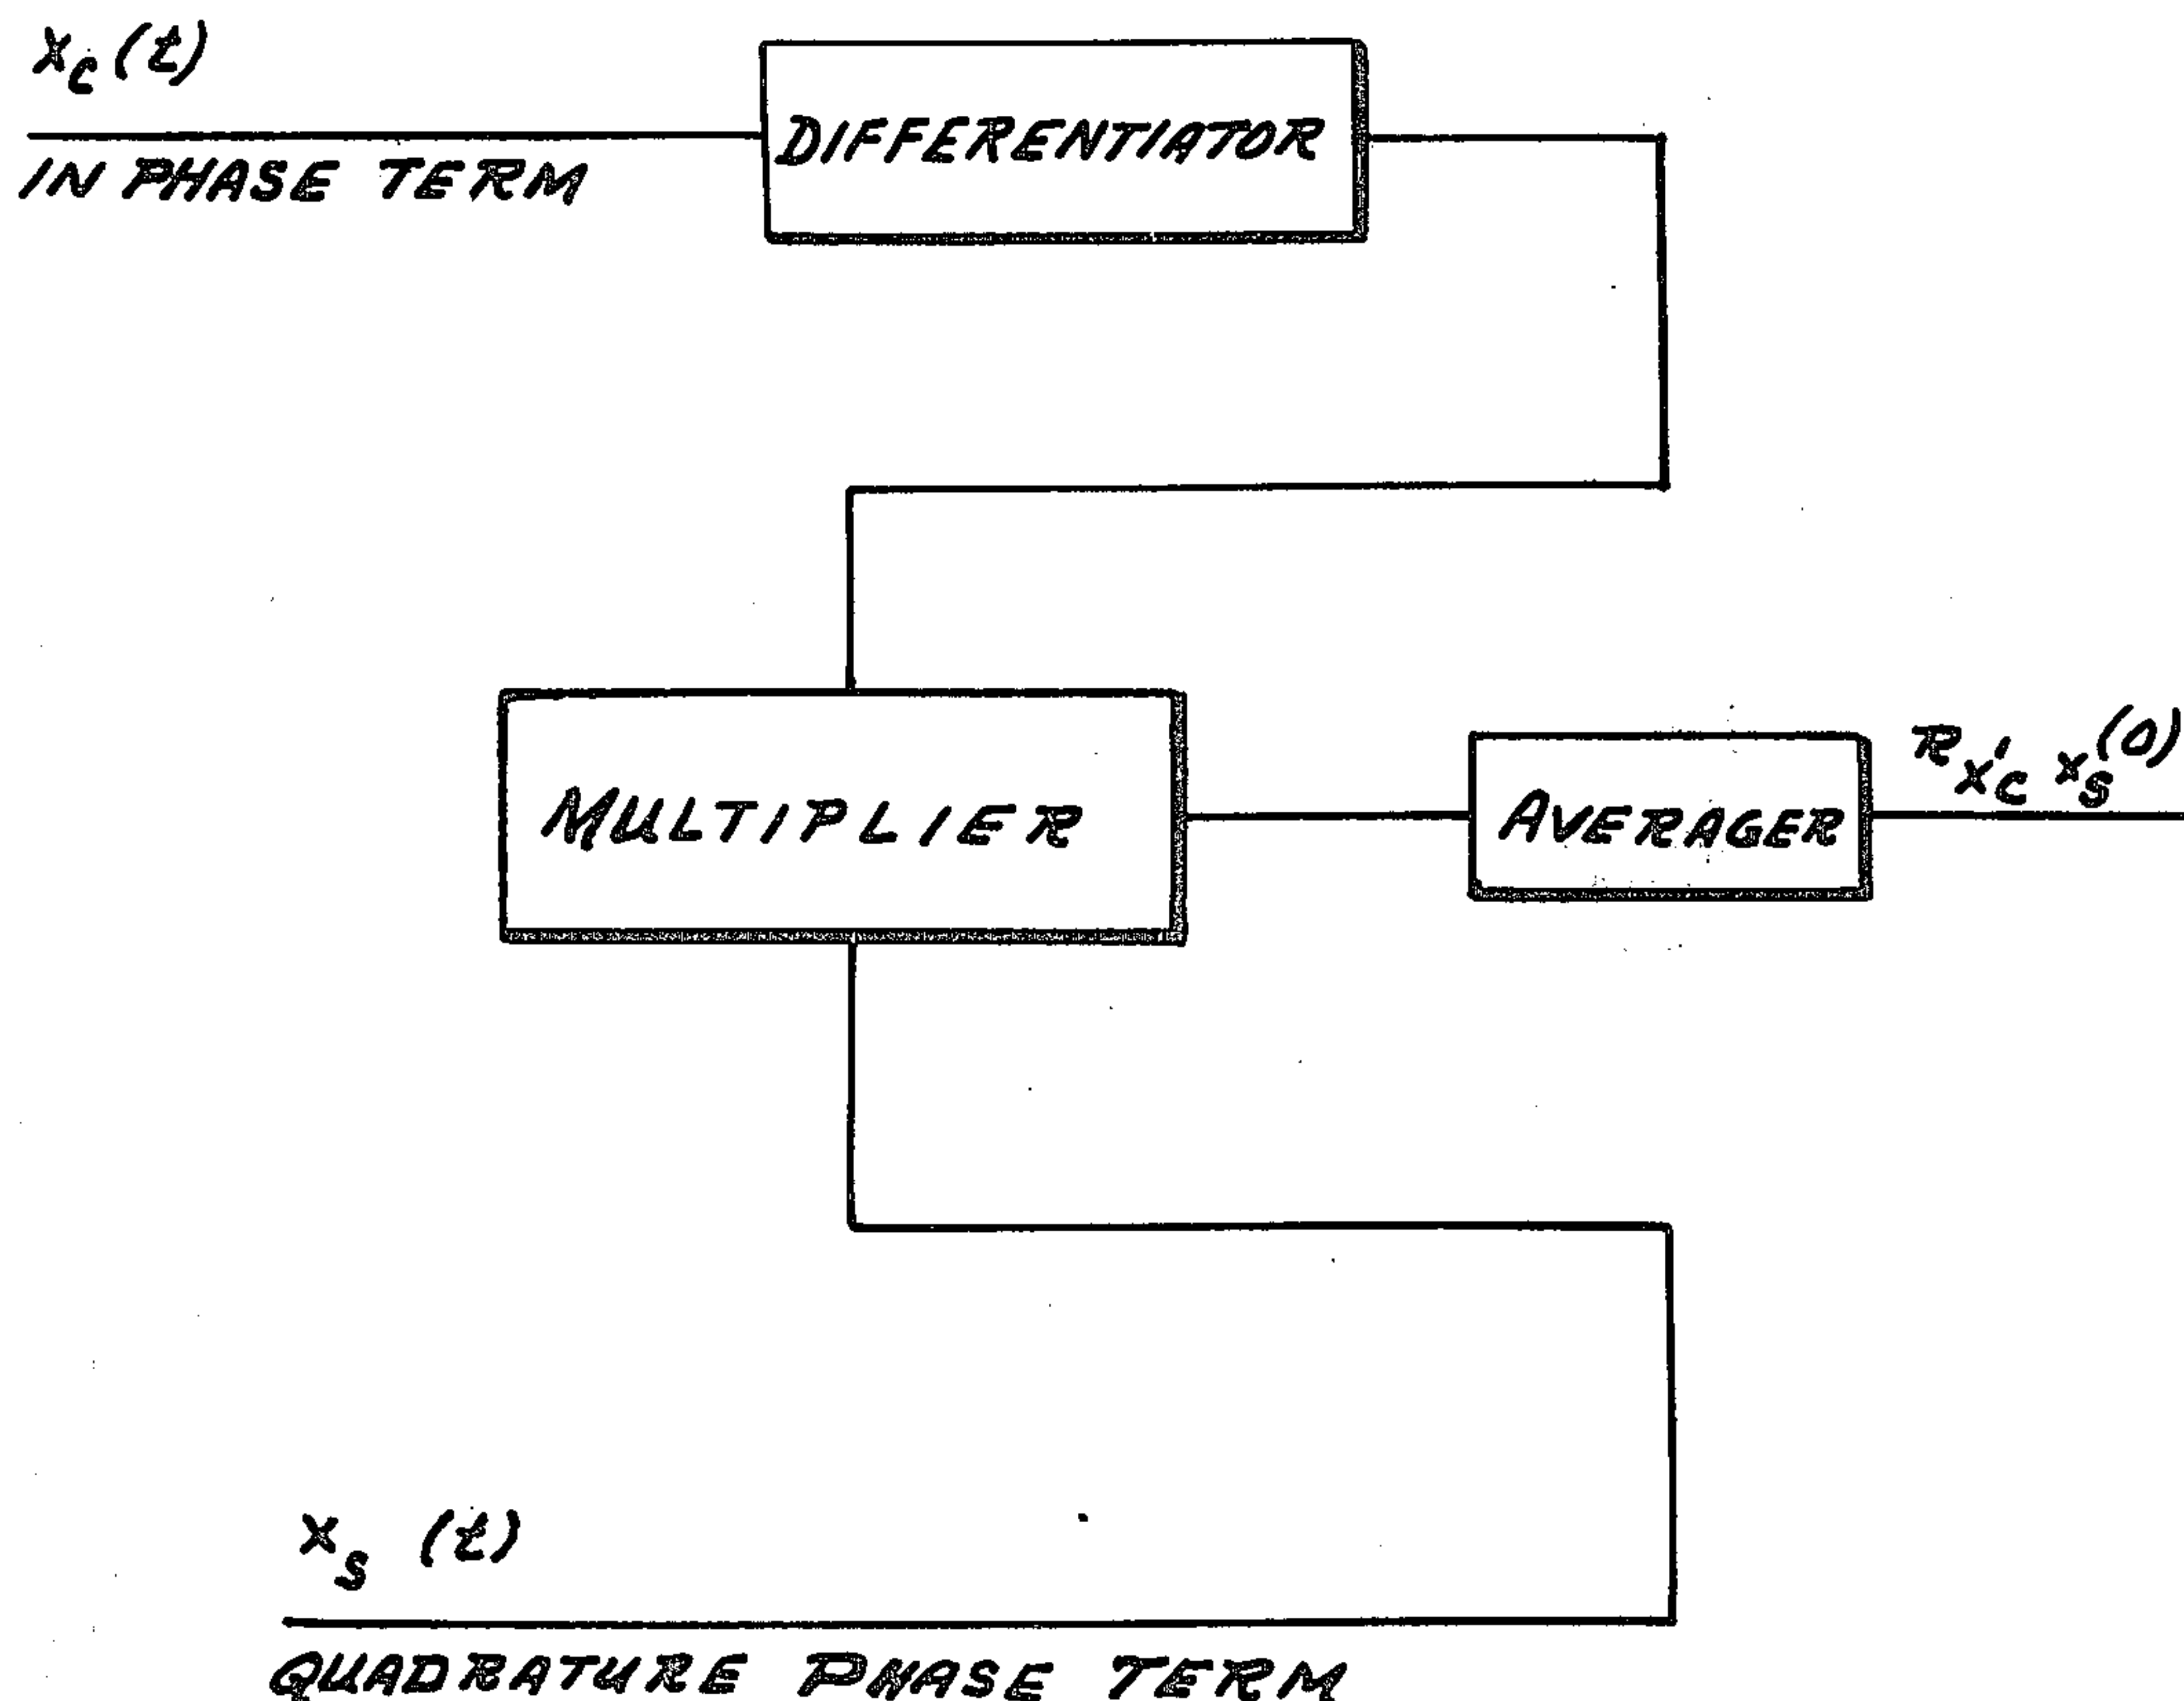 x_c(t)
IN PHASE TERM
DIFFERENTIATOR
MULTIPLIER
AVERAGER
R_{x'_c x_s}(0)
x_s (t)
QUADRATURE PHASE TERM